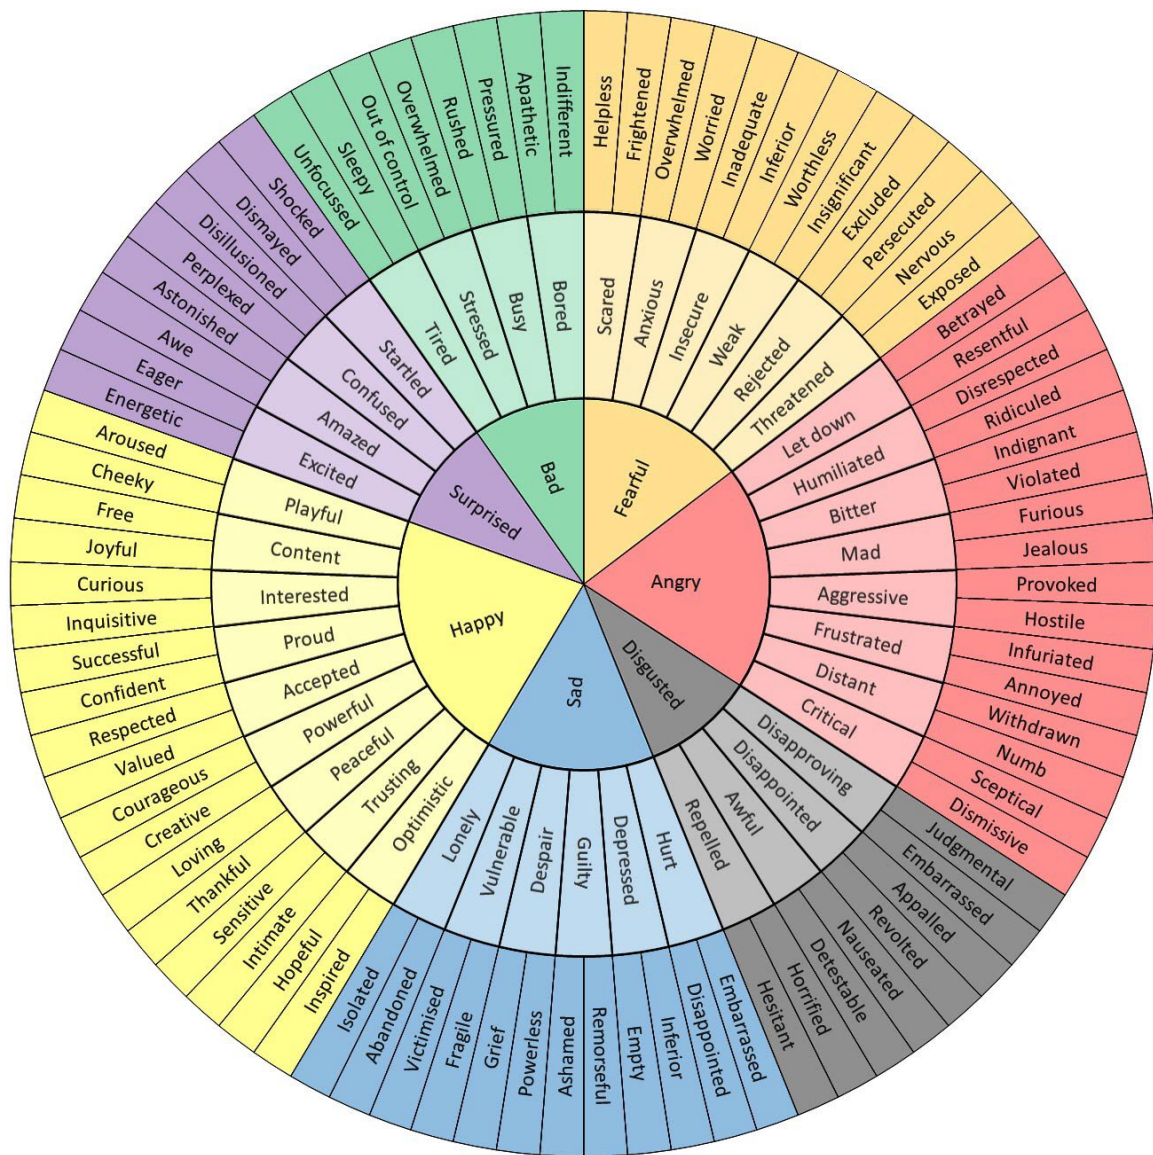 Fearful
Angry
Disgusted
Sad
Happy
Surprised
Bad
Scared
Anxious
Insecure
Weak
Rejected
Threatened
Let down
Humiliated
Bitter
Mad
Aggressive
Frustrated
Distant
Critical
Disapproving
Disappointed
Awful
Repelled
Hurt
Depressed
Guilty
Despair
Vulnerable
Lonely
Optimistic
Trusting
Peaceful
Powerful
Accepted
Proud
Interested
Content
Playful
Excited
Amazed
Confused
Startled
Tired
Stressed
Busy
Bored
Helpless
Frightened
Overwhelmed
Worried
Inadequate
Inferior
Worthless
Insignificant
Excluded
Persecuted
Nervous
Exposed
Betrayed
Resentful
Disrespected
Ridiculed
Indignant
Violated
Furious
Jealous
Provoked
Hostile
Infuriated
Annoyed
Withdrawn
Numb
Sceptical
Dismissive
Judgmental
Embarrassed
Appalled
Revolted
Nauseated
Detestable
Horrified
Hesitant
Embarrassed
Disappointed
Inferior
Empty
Remorseful
Ashamed
Powerless
Grief
Fragile
Victimised
Abandoned
Isolated
Inspired
Hopeful
Intimate
Sensitive
Thankful
Loving
Creative
Courageous
Valued
Respected
Confident
Successful
Inquisitive
Curious
Joyful
Free
Cheeky
Aroused
Energetic
Eager
Awe
Astonished
Perplexed
Disillusioned
Dismayed
Shocked
Unfocussed
Sleepy
Out of control
Overwhelmed
Rushed
Pressured
Apathetic
Indifferent